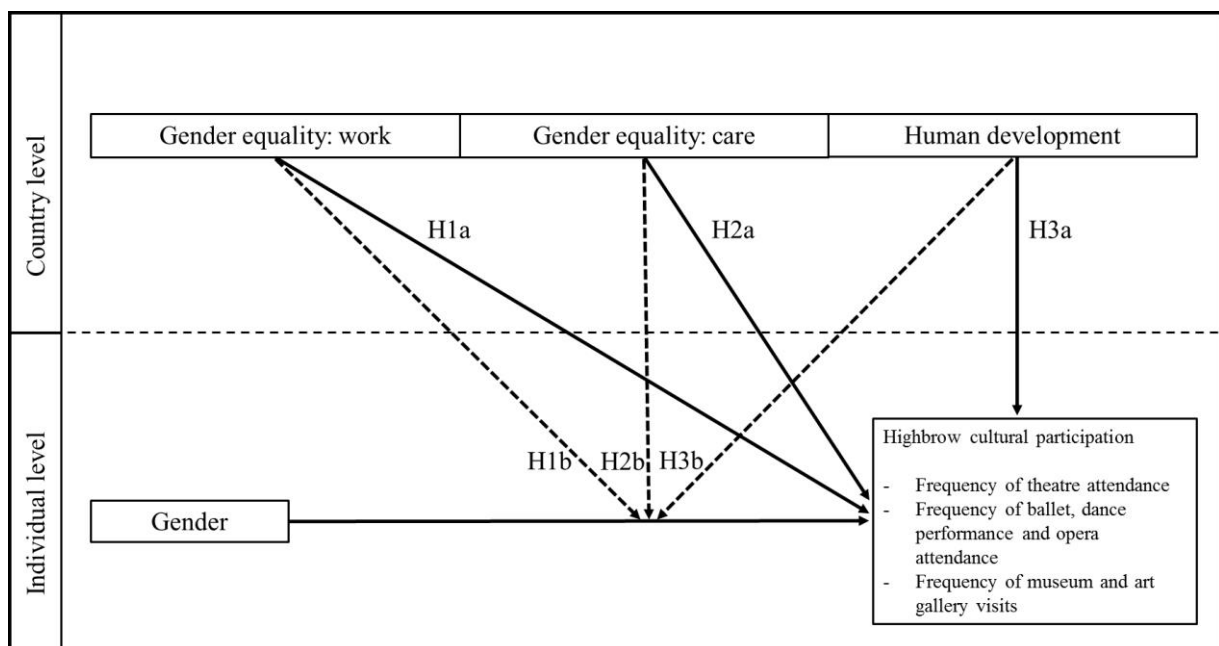 Country level
Gender equality: work
Gender equality: care
Human development
H1a
H2a
H3a
Individual level
H1b
H2b
H3b
Gender
Highbrow cultural participation
- Frequency of theatre attendance
- Frequency of ballet, dance
performance and opera
attendance
- Frequency of museum and art
gallery visits